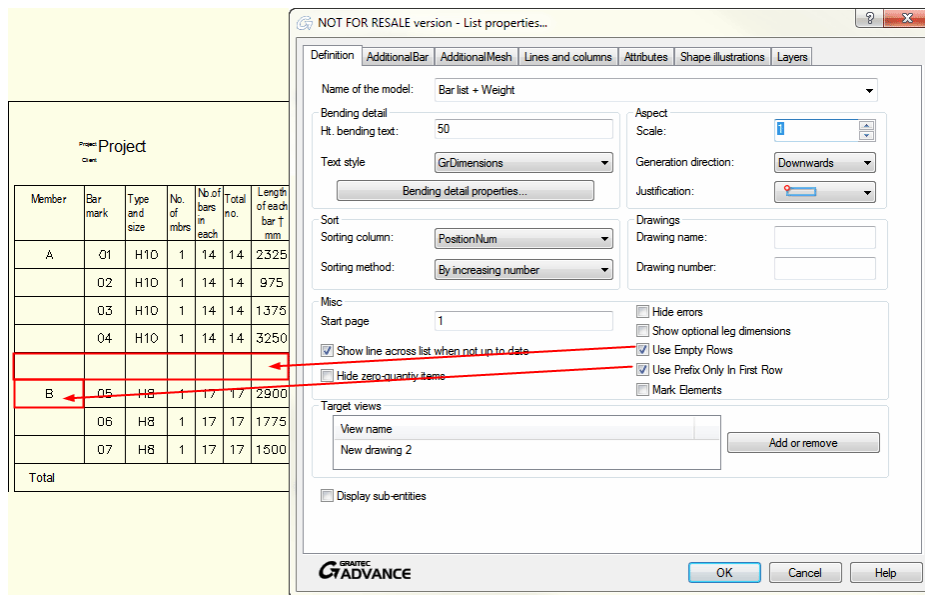 NOT FOR RESALE version - List properties...
Definition AdditionalBar AdditionalMesh Lines and columns Attributes Shape illustrations Layers
Name of the model: Bar list + Weight
Bending detail
Ht. bending text: 50
Text style GrDimensions
Bending detail properties...
Aspect
Scale: 1
Generation direction: Downwards
Justification:
Sort
Sorting column: PositionNum
Sorting method: By increasing number
Drawings
Drawing name:
Drawing number:
Misc
Start page 1
Show line across list when not up to date
Hide zero-quantiy items
Hide errors
Show optional leg dimensions
Use Empty Rows
Use Prefix Only In First Row
Mark Elements
Target views
View name
New drawing 2
Add or remove
Display sub-entities
GRAITEC
ADVANCE
OK Cancel Help
Project Project
Client
Member Bar mark Type and size No. of mbrs No.of bars in each Total no. Length of each bar † mm
A 01 H10 1 14 14 2325
02 H10 1 14 14 975
03 H10 1 14 14 1375
04 H10 1 14 14 3250
B 05 H8 1 17 17 2900
06 H8 1 17 17 1775
07 H8 1 17 17 1500
Total